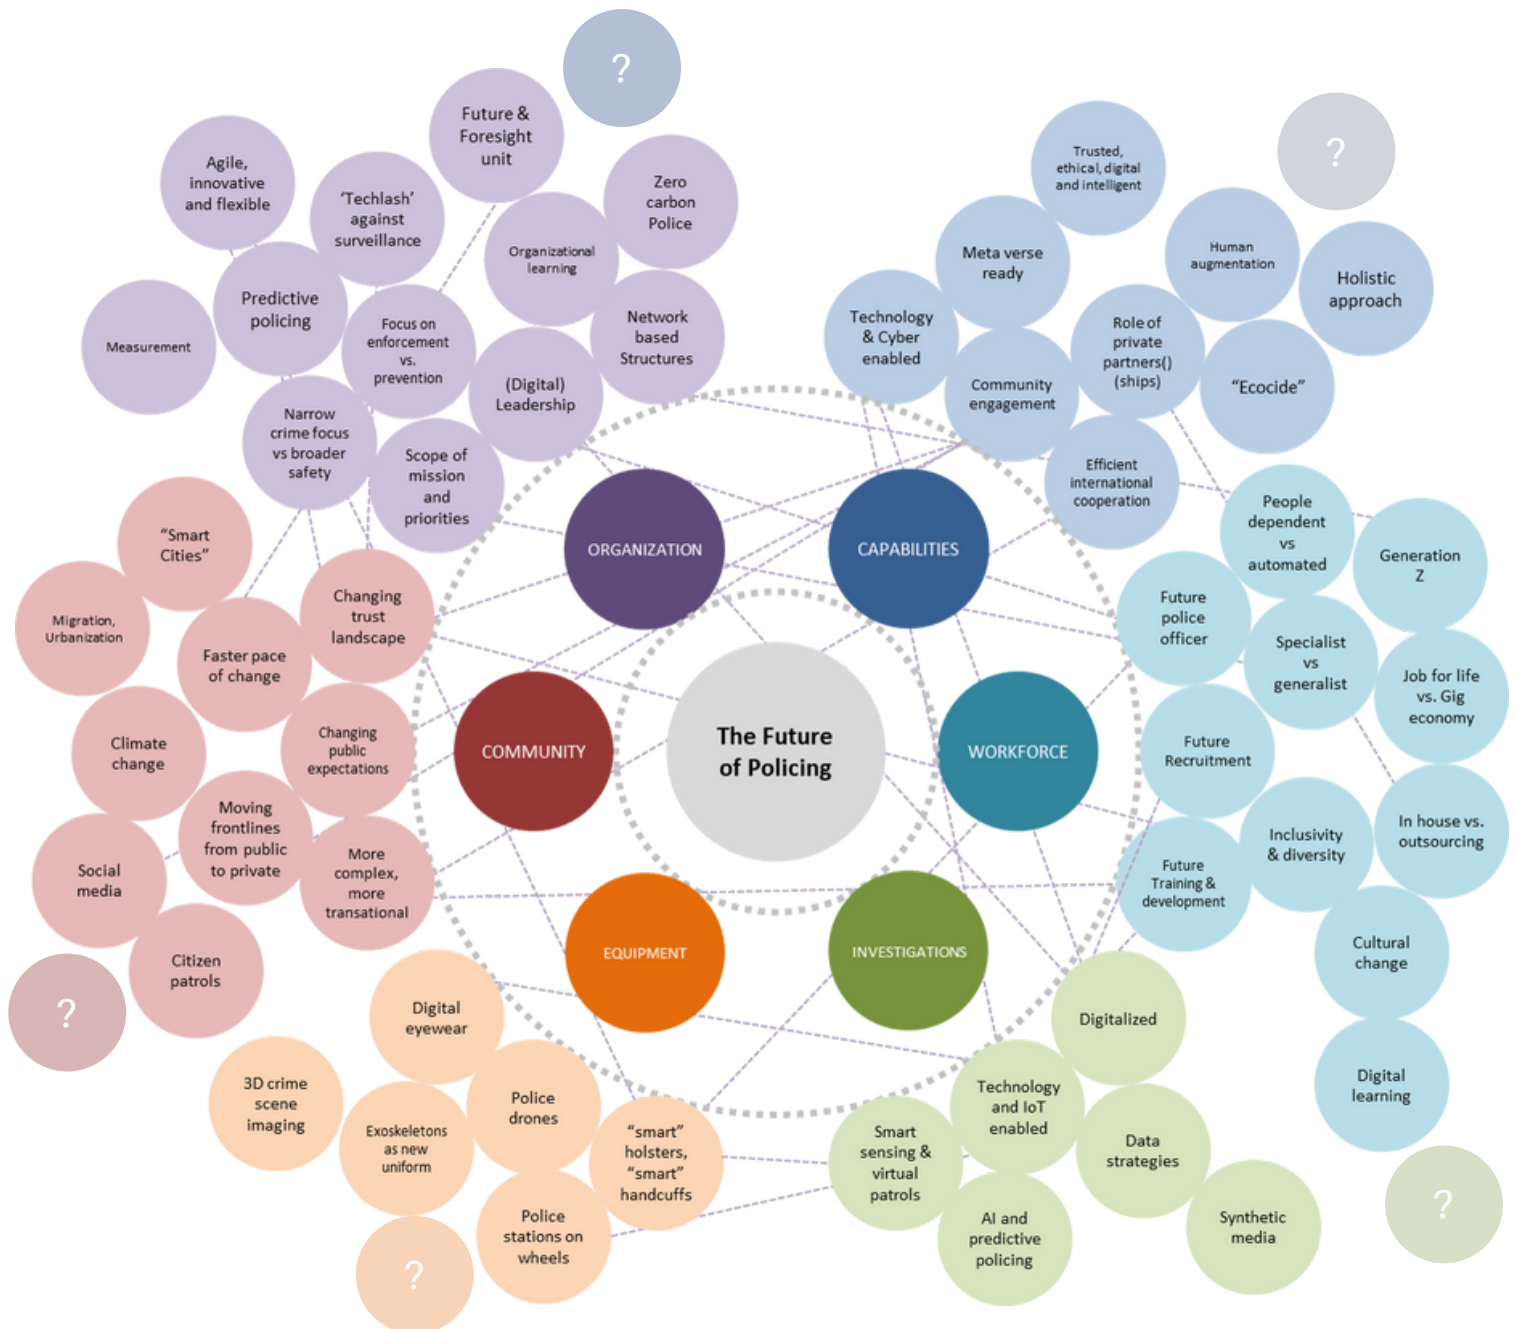 ?
Future &
Foresight
unit
Agile,
innovative
and flexible
‘Techlash’
against
surveillance
Zero
carbon
Police
Organizational
learning
Predictive
policing
Measurement
Focus on
enforcement
vs.
prevention
Network
based
Structures
(Digital)
Leadership
Narrow
crime focus
vs broader
safety
Scope of
mission
and
priorities
?
Trusted,
ethical, digital
and intelligent
Meta verse
ready
Human
augmentation
Holistic
approach
Technology
& Cyber
enabled
Role of
private
partners()
(ships)
Community
engagement
“Ecocide”
Efficient
international
cooperation
ORGANIZATION
CAPABILITIES
COMMUNITY
The Future
of Policing
WORKFORCE
EQUIPMENT
INVESTIGATIONS
“Smart
Cities”
Changing
trust
landscape
Migration,
Urbanization
Faster pace
of change
Climate
change
Changing
public
expectations
Moving
frontlines
from public
to private
Social
media
More
complex,
more
transational
Citizen
patrols
?
People
dependent
vs
automated
Generation
Z
Future
police
officer
Specialist
vs
generalist
Job for life
vs. Gig
economy
Future
Recruitment
In house vs.
outsourcing
Inclusivity
& diversity
Future
Training &
development
Cultural
change
Digital
learning
Digital
eyewear
3D crime
scene
imaging
Police
drones
Exoskeletons
as new
uniform
“smart”
holsters,
“smart”
handcuffs
Police
stations on
wheels
?
Digitalized
Technology
and IoT
enabled
Smart
sensing &
virtual
patrols
Data
strategies
AI and
predictive
policing
Synthetic
media
?